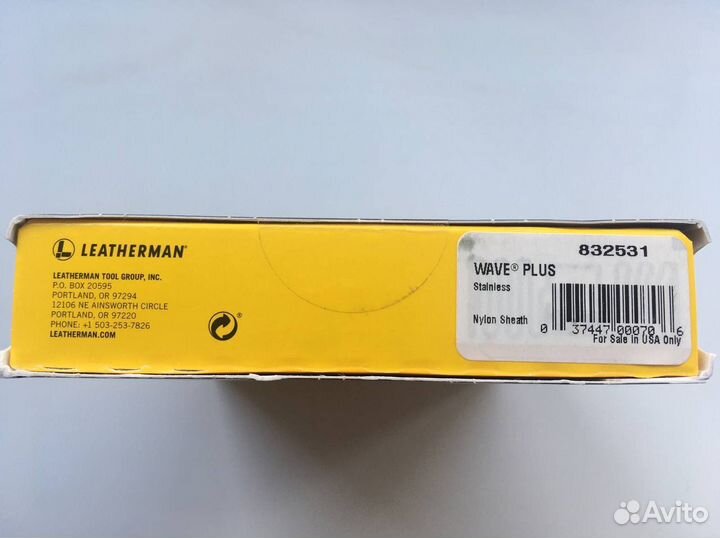 LEATHERMAN®
LEATHERMAN TOOL GROUP, INC.
P.O. BOX 20595
PORTLAND, OR 97294
12106 NE AINSWORTH CIRCLE
PORTLAND, OR 97220
PHONE: +1 503-253-7826
LEATHERMAN.COM
832531
WAVE® PLUS
Stainless
Nylon Sheath
0 37447 00070 6
For Sale in USA Only
Avito